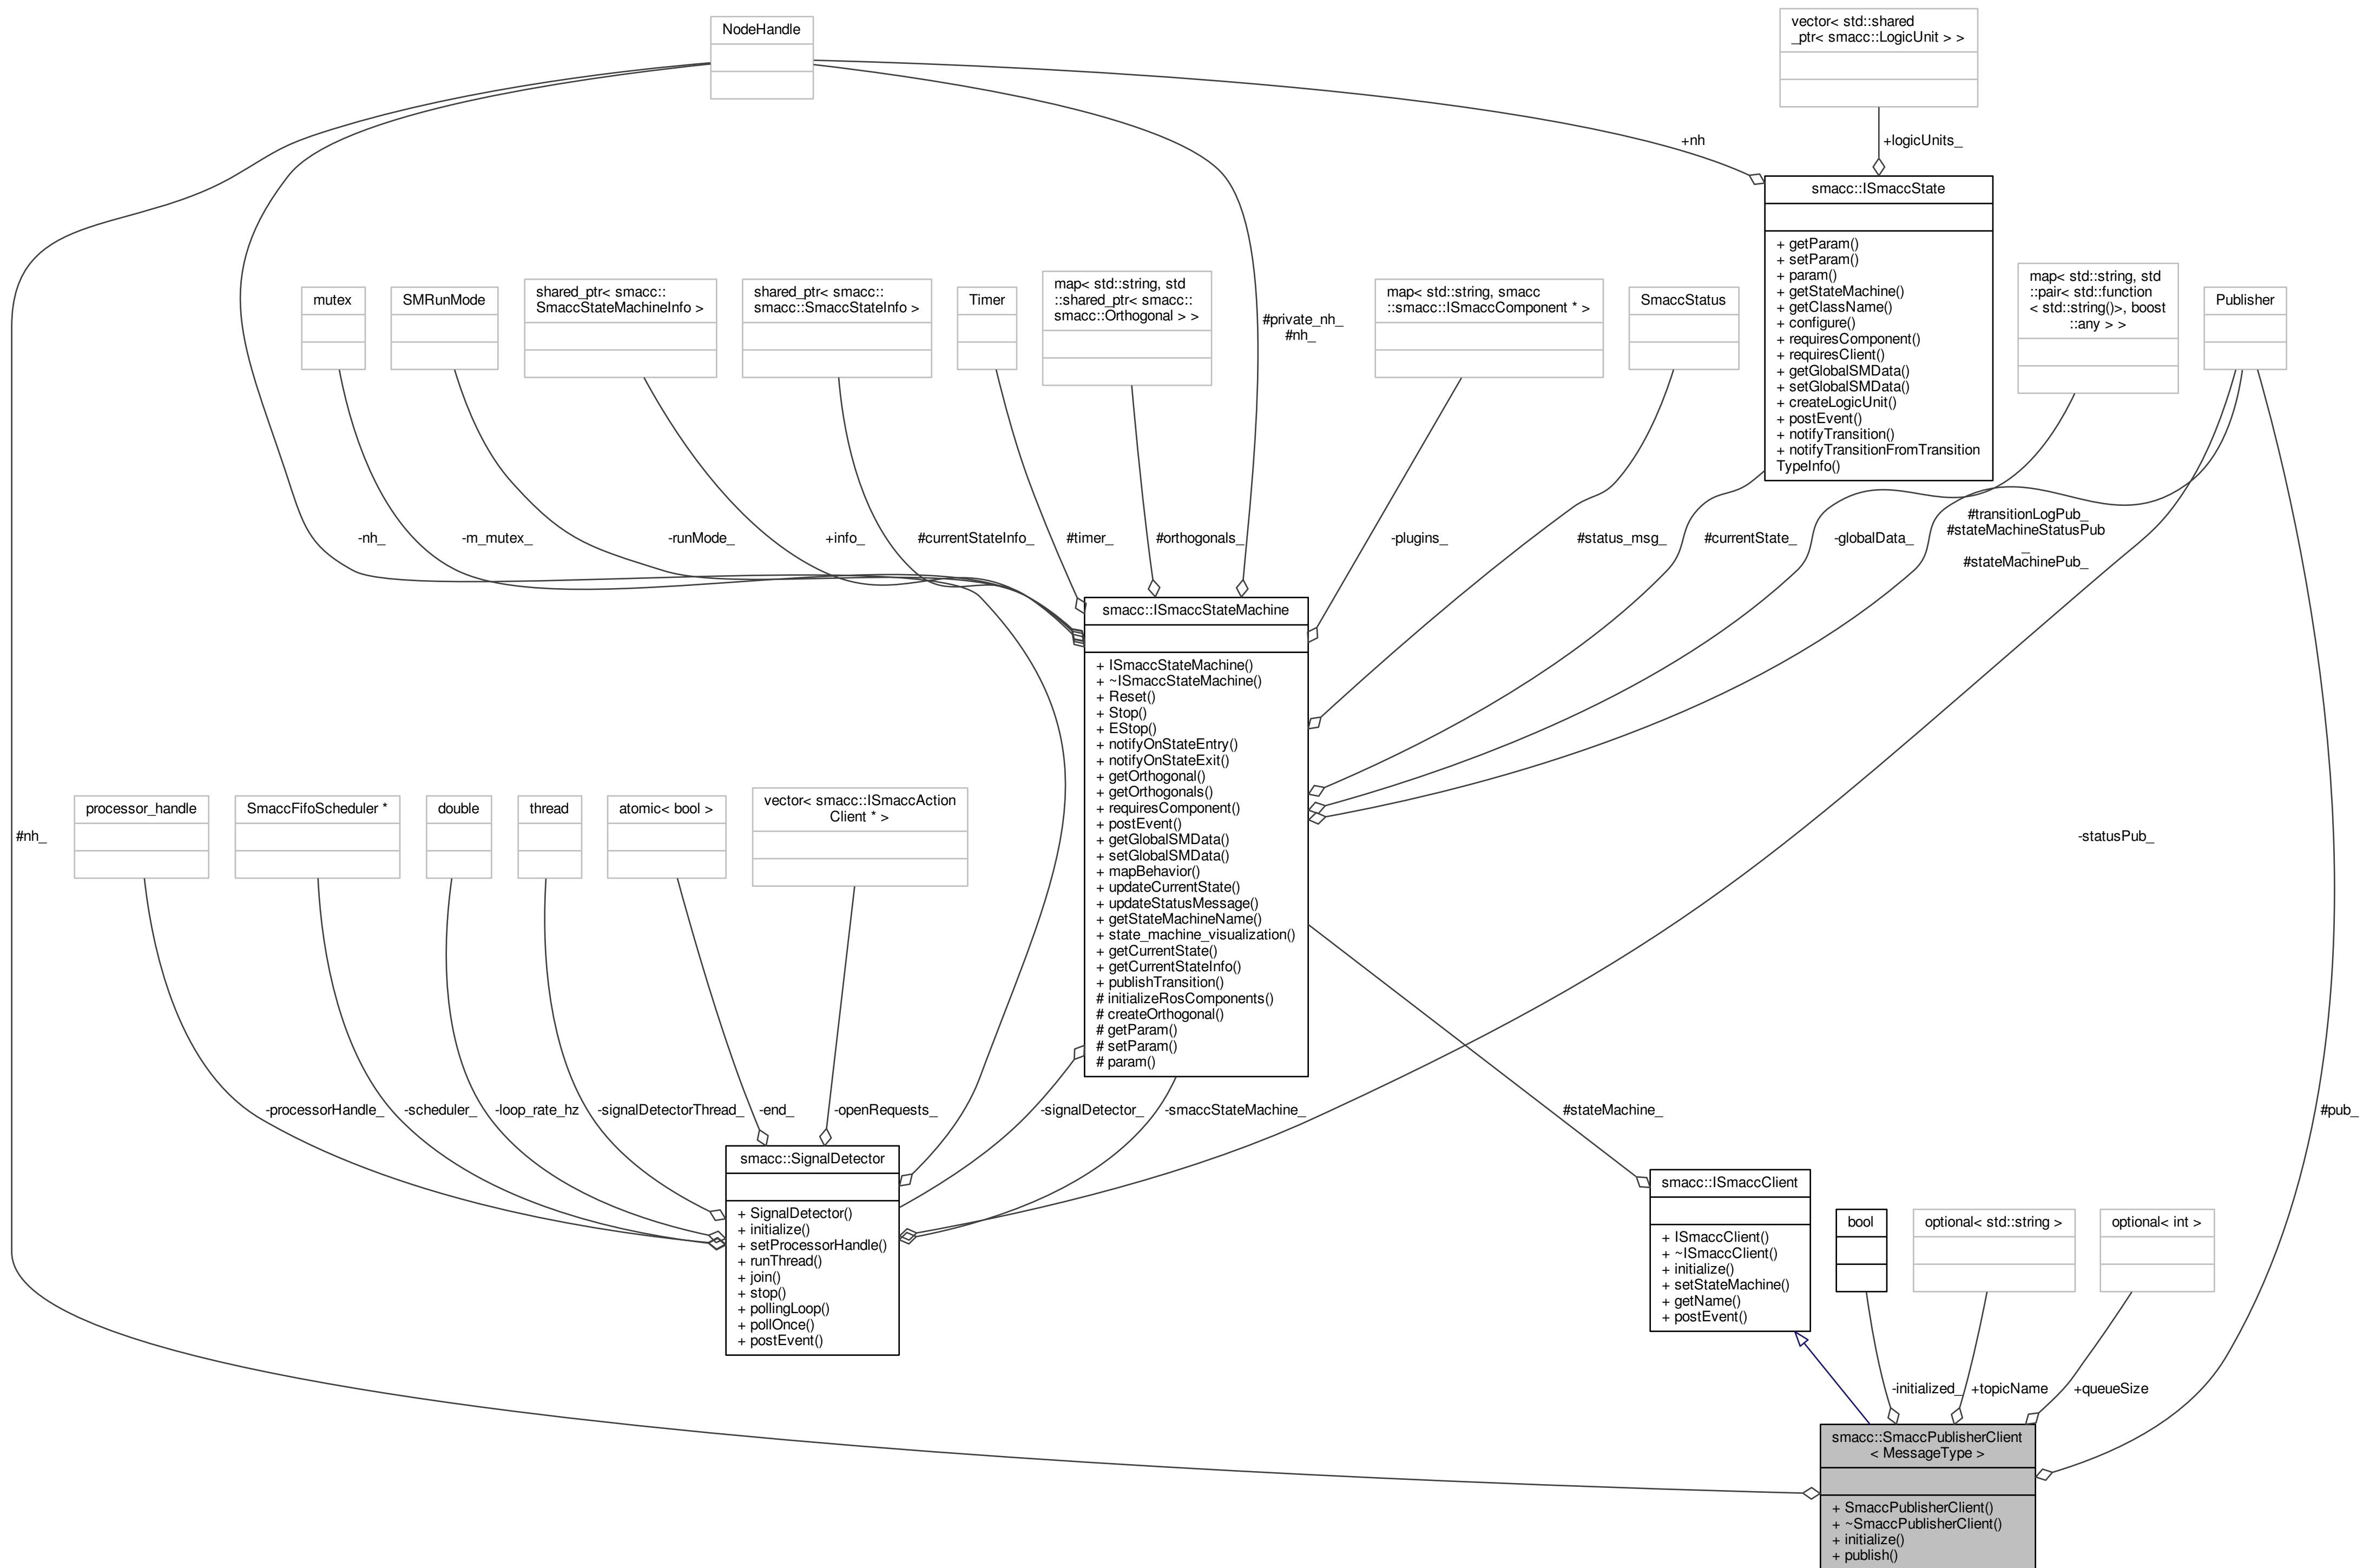 NodeHandle
vector< std::shared
_ptr< smacc::LogicUnit > >
+nh
+logicUnits_
smacc::ISmaccState
+ getParam()
+ setParam()
+ param()
+ getStateMachine()
+ getClassName()
+ configure()
+ requiresComponent()
+ requiresClient()
+ getGlobalSMData()
+ setGlobalSMData()
+ createLogicUnit()
+ postEvent()
+ notifyTransition()
+ notifyTransitionFromTransition
TypeInfo()
mutex
SMRunMode
shared_ptr< smacc::
SmaccStateMachineInfo >
shared_ptr< smacc::
smacc::SmaccStateInfo >
Timer
map< std::string, std
::shared_ptr< smacc::
smacc::Orthogonal > >
#private_nh_
#nh_
map< std::string, smacc
::smacc::ISmaccComponent * >
SmaccStatus
map< std::string, std
::pair< std::function
< std::string()>, boost
::any > >
Publisher
-nh_
-m_mutex_
-runMode_
+info_
#currentStateInfo_
#timer_
#orthogonals_
-plugins_
#status_msg_
#currentState_
-globalData_
#transitionLogPub_
#stateMachineStatusPub
_
#stateMachinePub_
smacc::ISmaccStateMachine
+ ISmaccStateMachine()
+ ~ISmaccStateMachine()
+ Reset()
+ Stop()
+ EStop()
+ notifyOnStateEntry()
+ notifyOnStateExit()
+ getOrthogonal()
+ getOrthogonals()
+ requiresComponent()
+ postEvent()
+ getGlobalSMData()
+ setGlobalSMData()
+ mapBehavior()
+ updateCurrentState()
+ updateStatusMessage()
+ getStateMachineName()
+ state_machine_visualization()
+ getCurrentState()
+ getCurrentStateInfo()
+ publishTransition()
# initializeRosComponents()
# createOrthogonal()
# getParam()
# setParam()
# param()
#nh_
processor_handle
SmaccFifoScheduler *
double
thread
atomic< bool >
vector< smacc::ISmaccAction
Client * >
-statusPub_
-processorHandle_
-scheduler_
-loop_rate_hz
-signalDetectorThread_
-end_
-openRequests_
-signalDetector_
-smaccStateMachine_
#stateMachine_
#pub_
smacc::SignalDetector
+ SignalDetector()
+ initialize()
+ setProcessorHandle()
+ runThread()
+ join()
+ stop()
+ pollingLoop()
+ pollOnce()
+ postEvent()
smacc::ISmaccClient
+ ISmaccClient()
+ ~ISmaccClient()
+ initialize()
+ setStateMachine()
+ getName()
+ postEvent()
bool
optional< std::string >
optional< int >
-initialized_
+topicName
+queueSize
smacc::SmaccPublisherClient
< MessageType >
+ SmaccPublisherClient()
+ ~SmaccPublisherClient()
+ initialize()
+ publish()